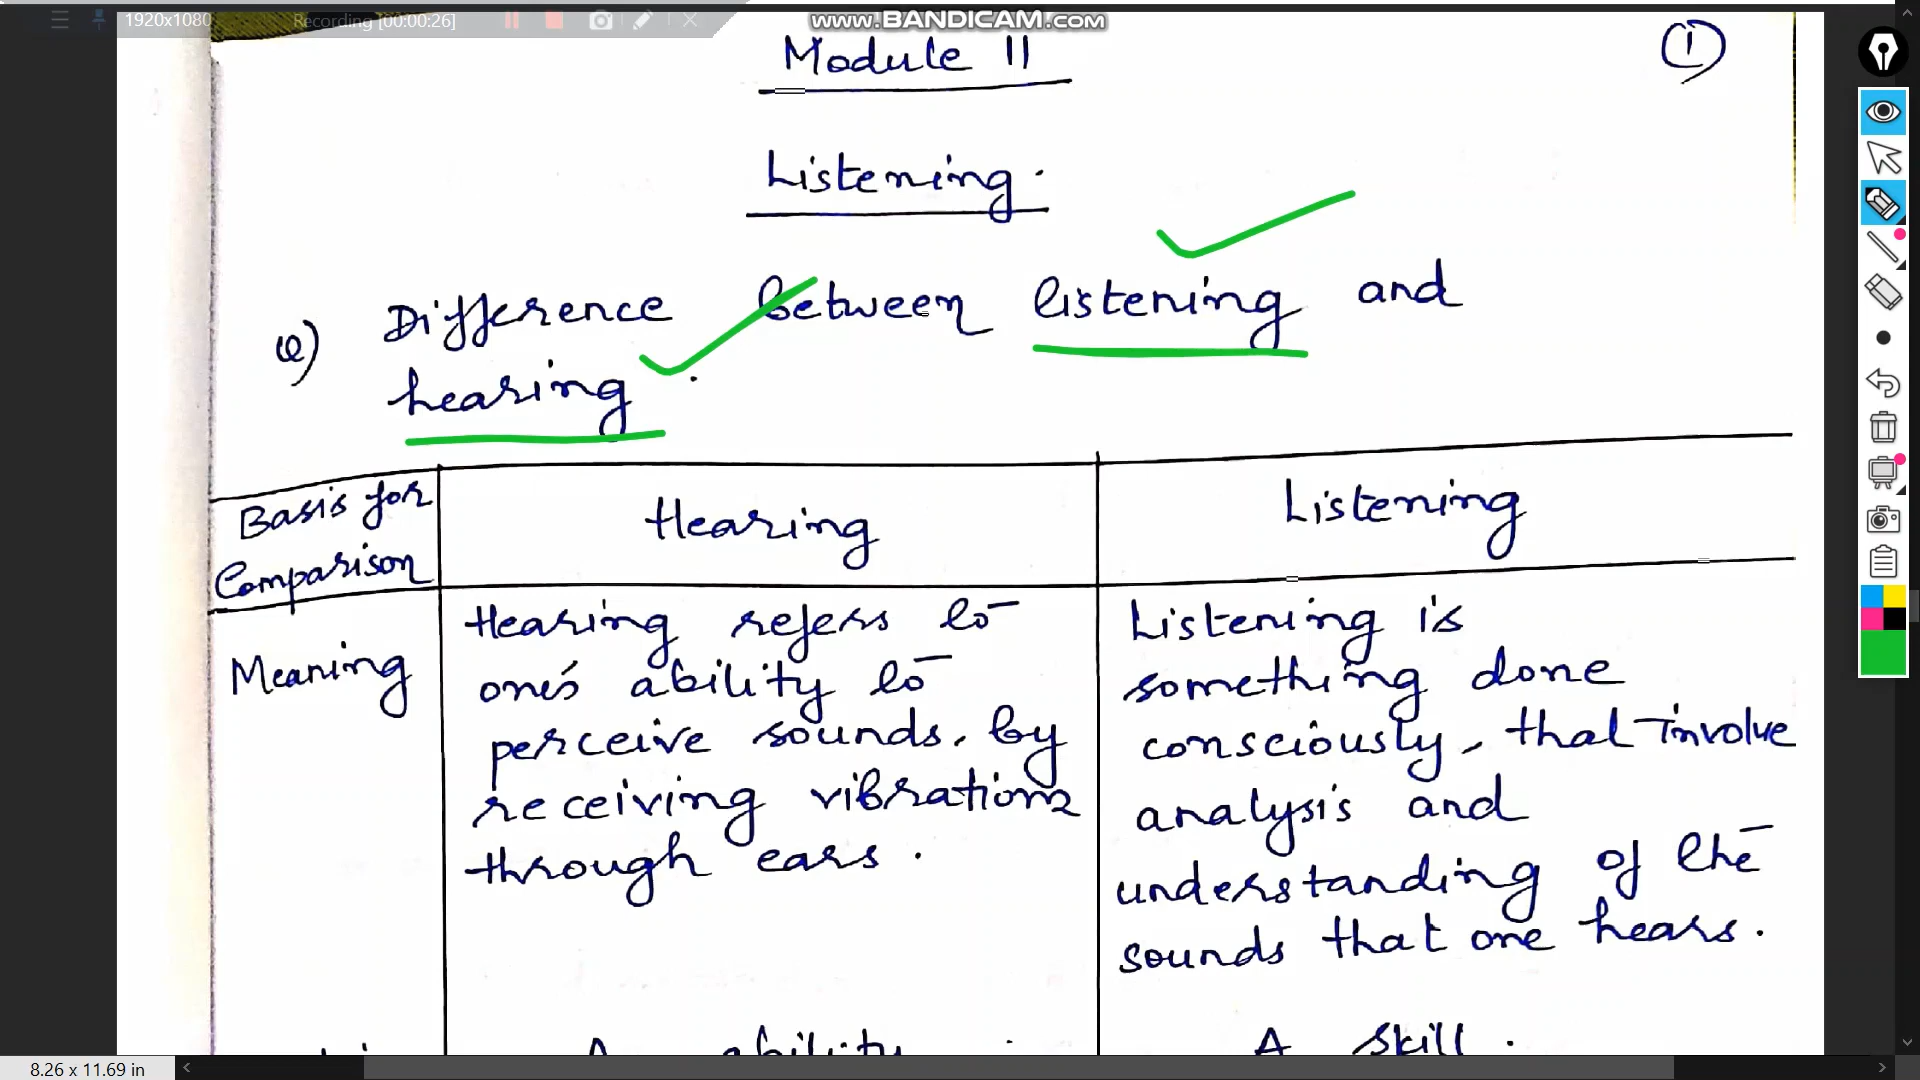 1920x1080
Recording [00:00:26]
www.BANDICAM.com
Module II
1
Listening.
Q) Difference between listening and
hearing.
Basis for
Comparison
Hearing
Listening
Meaning
Hearing refers to
one's ability to
perceive sounds, by
receiving vibrations
through ears.
Listening is
something done
consciously, that involve
analysis and
understanding of the
sounds that one hears.
A ability
A skill.
8.26 x 11.69 in